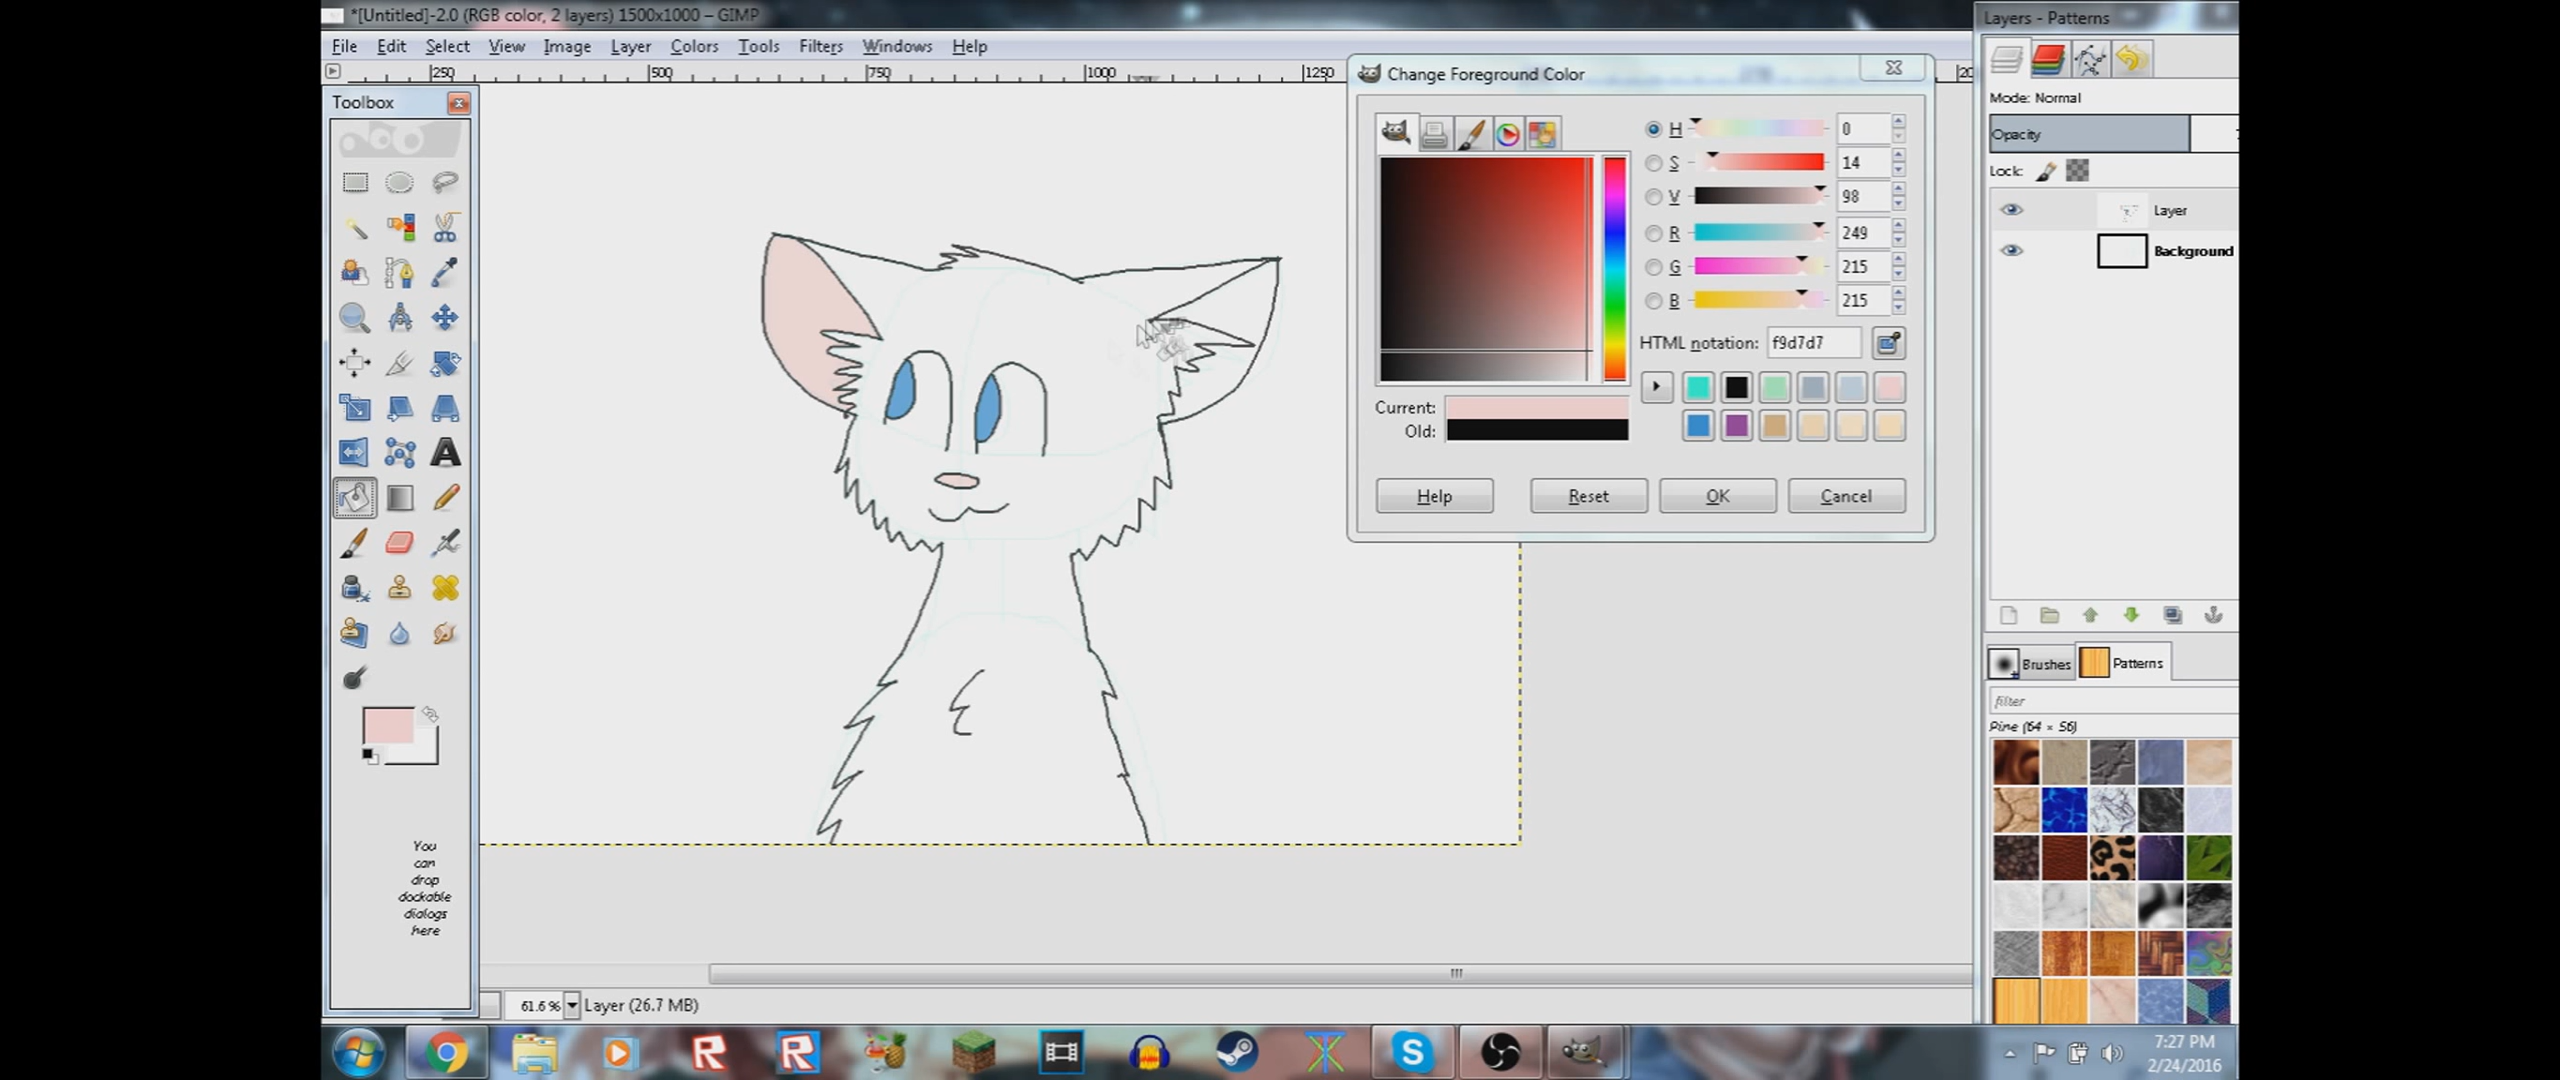 *[Untitled]-2.0 (RGB color, 2 layers) 1500x1000 – GIMP
File Edit Select View Image Layer Colors Tools Filters Windows Help
250 500 750 1000 1250
Toolbox
You
can
drop
dockable
dialogs
here
Change Foreground Color
H 0
S 14
V 98
R 249
G 215
B 215
HTML notation: f9d7d7
Current:
Old:
Help Reset OK Cancel
Layers - Patterns
Mode: Normal
Opacity
Lock:
Layer
Background
Brushes Patterns
filter
Pine (64 × 56)
61.6 % Layer (26.7 MB)
7:27 PM
2/24/2016